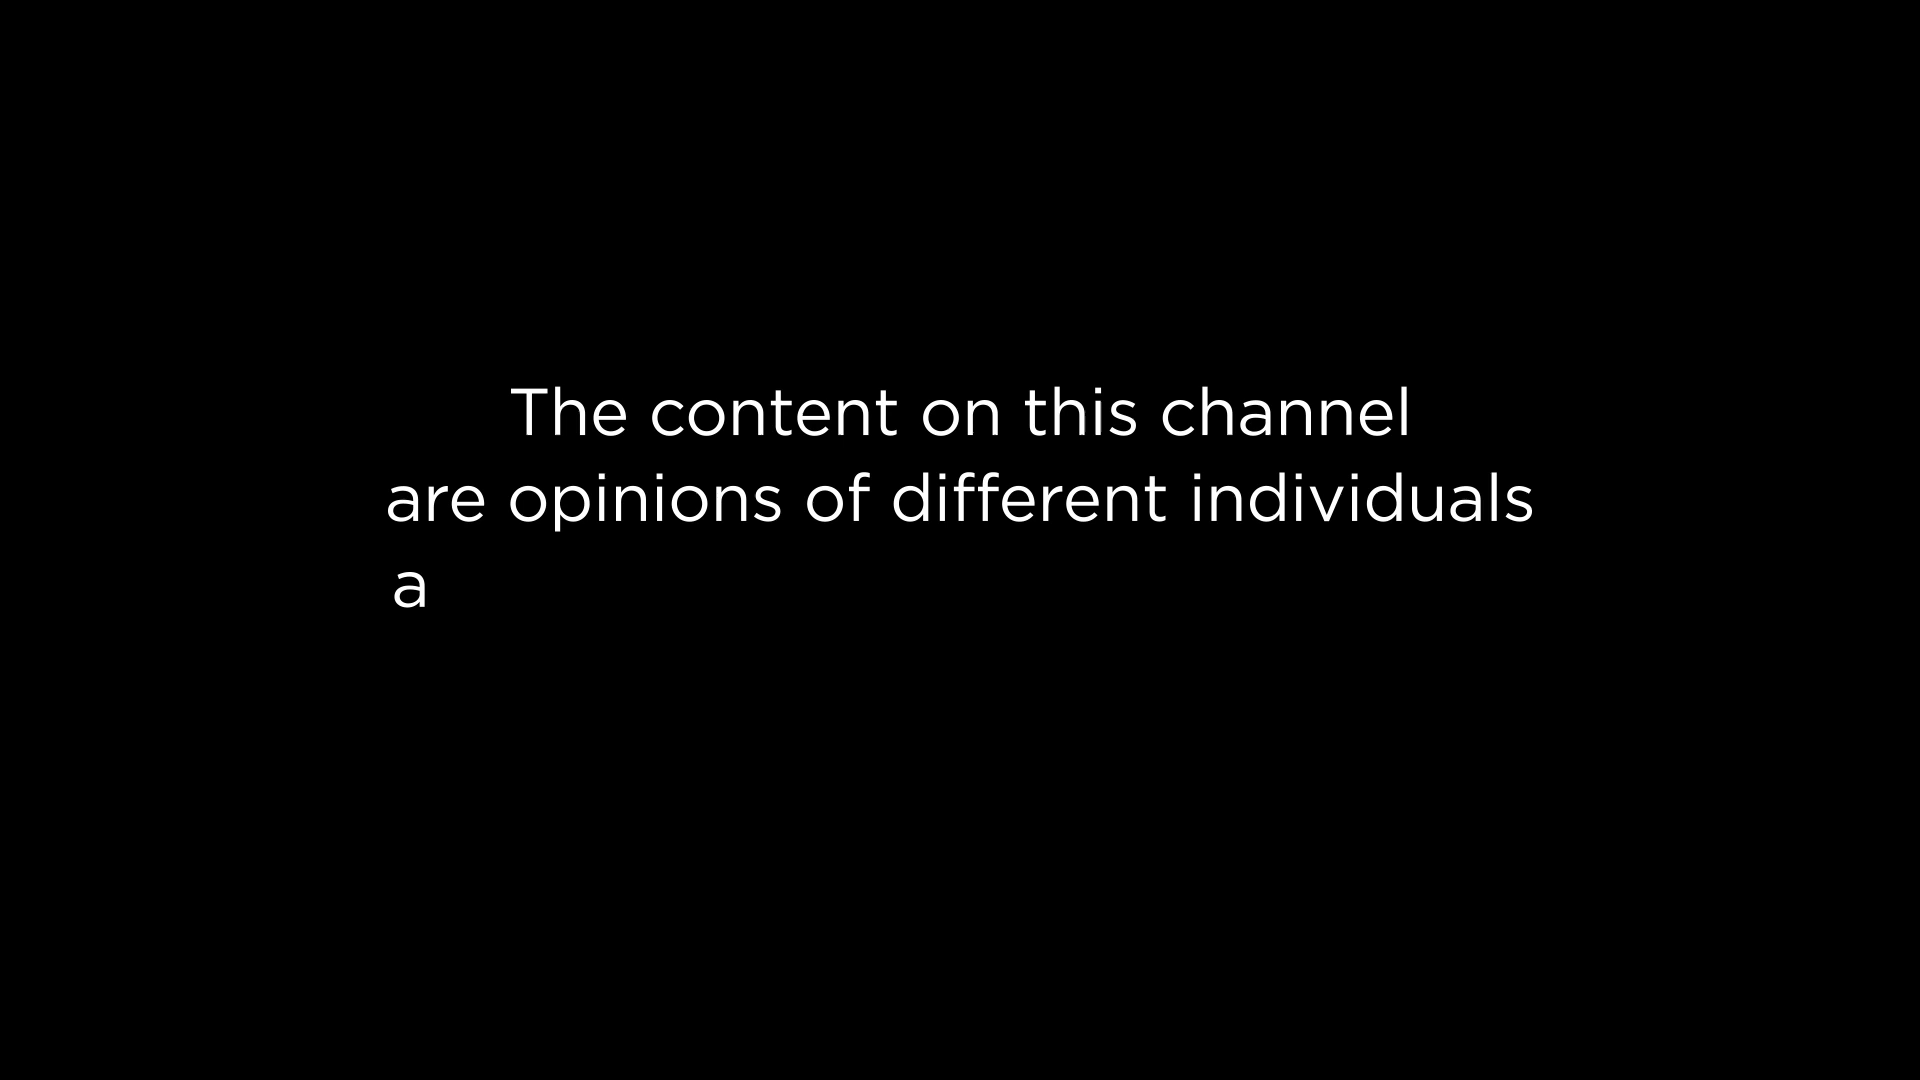 The content on this channel
are opinions of different individuals
a